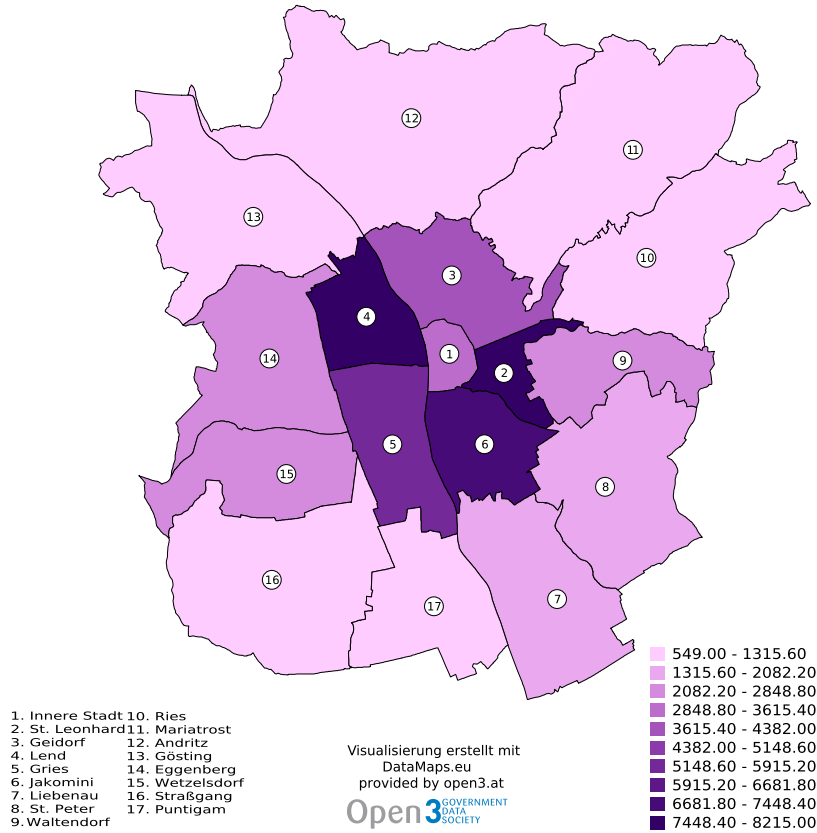 12
11
13
10
3
4
1
14
9
2
5
6
15
8
16
7
17
549.00 - 1315.60
1315.60 - 2082.20
2082.20 - 2848.80
2848.80 - 3615.40
3615.40 - 4382.00
4382.00 - 5148.60
5148.60 - 5915.20
5915.20 - 6681.80
6681.80 - 7448.40
7448.40 - 8215.00
1. Innere Stadt
2. St. Leonhard
3. Geidorf
4. Lend
5. Gries
6. Jakomini
7. Liebenau
8. St. Peter
9. Waltendorf
10. Ries
11. Mariatrost
12. Andritz
13. Gösting
14. Eggenberg
15. Wetzelsdorf
16. Straßgang
17. Puntigam
Visualisierung erstellt mit
DataMaps.eu
provided by open3.at
Open3 GOVERNMENT
DATA
SOCIETY